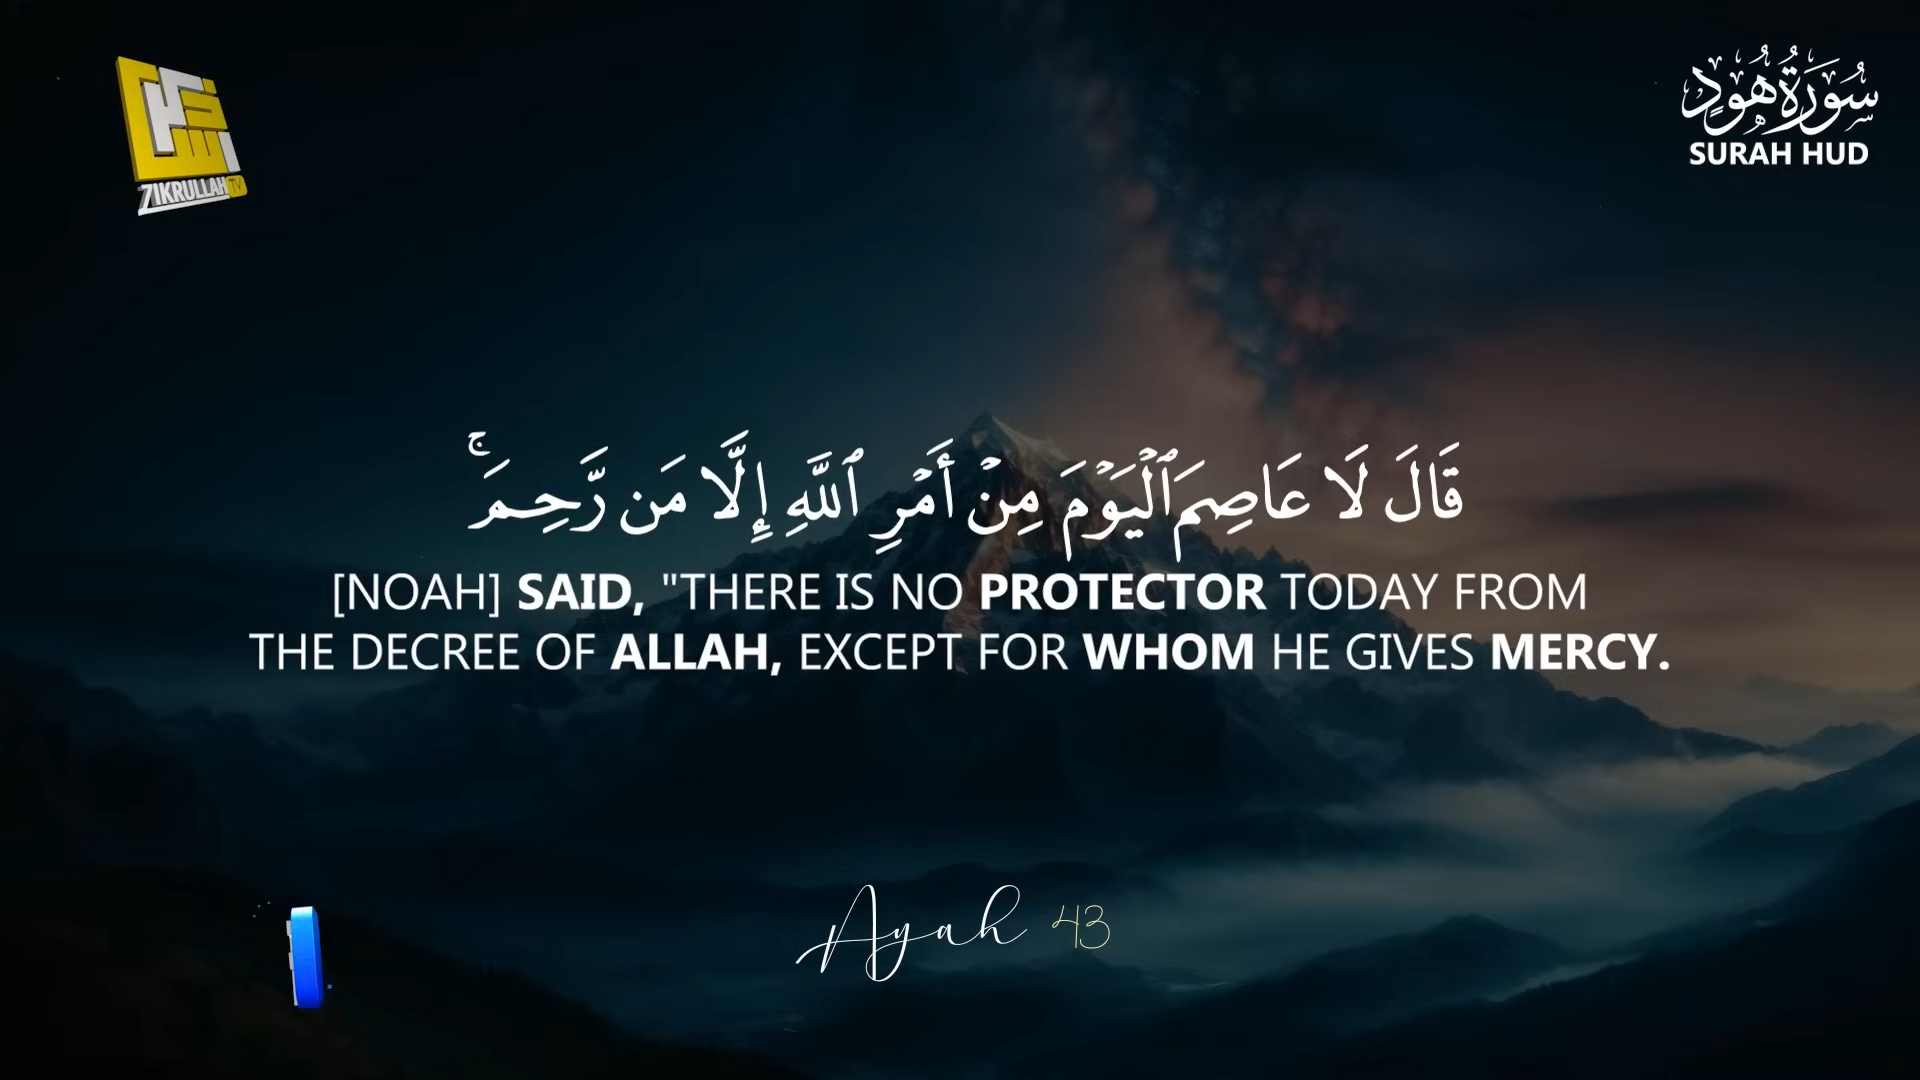 سُورَةُ هُودٍ
SURAH HUD
ZIKRULLAH TV
قَالَ لَا عَاصِمَ ٱلْيَوْمَ مِنْ أَمْرِ ٱللَّهِ إِلَّا مَن رَّحِمَ ۚ
[NOAH] SAID, "THERE IS NO PROTECTOR TODAY FROM
THE DECREE OF ALLAH, EXCEPT FOR WHOM HE GIVES MERCY.
Ayah 43